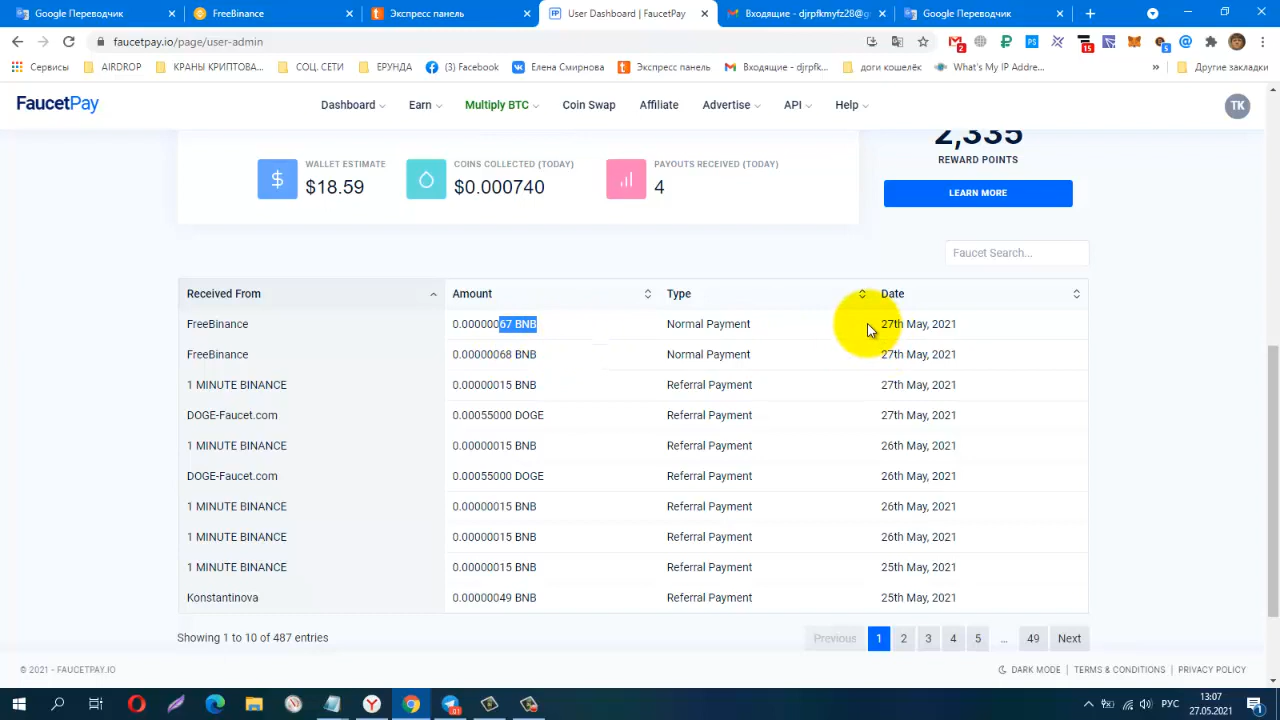 Google Переводчик
FreeBinance
Экспресс панель
User Dashboard | FaucetPay
Входящие - djrpfkmyfz28@g
Google Переводчик
faucetpay.io/page/user-admin
Сервисы
AIRDROP
КРАНЫ КРИПТОВА...
СОЦ. СЕТИ
ЕРУНДА
(3) Facebook
Елена Смирнова
Экспресс панель
Входящие - djrpfk...
доги кошелёк
What's My IP Addre...
Другие закладки
FaucetPay
Dashboard
Earn
Multiply BTC
Coin Swap
Affiliate
Advertise
API
Help
TK
WALLET ESTIMATE
$18.59
COINS COLLECTED (TODAY)
$0.000740
PAYOUTS RECEIVED (TODAY)
4
2,335
REWARD POINTS
LEARN MORE
Faucet Search...
Received From Amount Type Date
FreeBinance 0.00000067 BNB Normal Payment 27th May, 2021
FreeBinance 0.00000068 BNB Normal Payment 27th May, 2021
1 MINUTE BINANCE 0.00000015 BNB Referral Payment 27th May, 2021
DOGE-Faucet.com 0.00055000 DOGE Referral Payment 27th May, 2021
1 MINUTE BINANCE 0.00000015 BNB Referral Payment 26th May, 2021
DOGE-Faucet.com 0.00055000 DOGE Referral Payment 26th May, 2021
1 MINUTE BINANCE 0.00000015 BNB Referral Payment 26th May, 2021
1 MINUTE BINANCE 0.00000015 BNB Referral Payment 26th May, 2021
1 MINUTE BINANCE 0.00000015 BNB Referral Payment 25th May, 2021
Konstantinova 0.00000049 BNB Referral Payment 25th May, 2021
Showing 1 to 10 of 487 entries
Previous 1 2 3 4 5 ... 49 Next
© 2021 - FAUCETPAY.IO
DARK MODE | TERMS & CONDITIONS | PRIVACY POLICY
РУС
13:07
27.05.2021